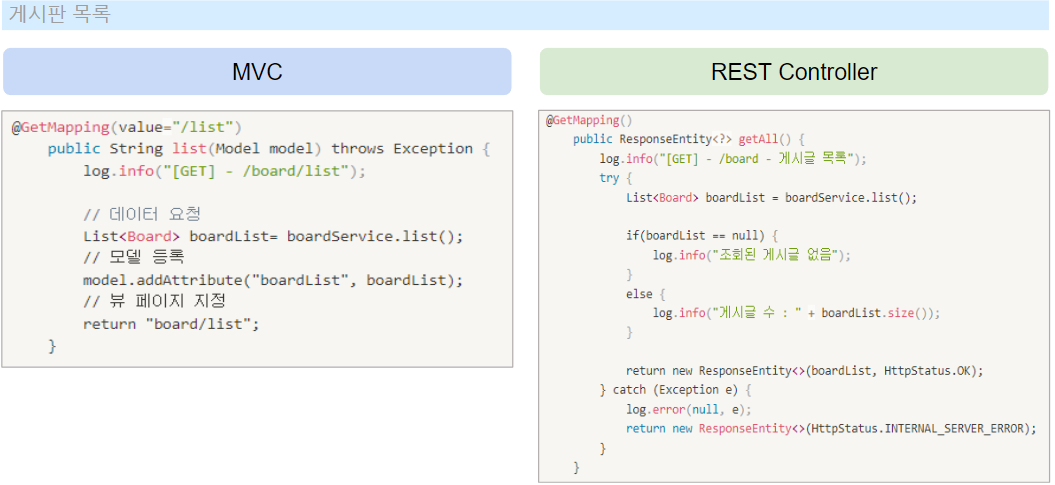 게시판 목록
MVC
@GetMapping(value="/list")
public String list(Model model) throws Exception {
log.info("[GET] - /board/list");
// 데이터 요청
List<Board> boardList= boardService.list();
// 모델 등록
model.addAttribute("boardList", boardList);
// 뷰 페이지 지정
return "board/list";
}
REST Controller
@GetMapping()
public ResponseEntity<?> getAll() {
log.info("[GET] - /board - 게시글 목록");
try {
List<Board> boardList = boardService.list();
if(boardList == null) {
log.info("조회된 게시글 없음");
}
else {
log.info("게시글 수 : " + boardList.size());
}
return new ResponseEntity<>(boardList, HttpStatus.OK);
} catch (Exception e) {
log.error(null, e);
return new ResponseEntity<>(HttpStatus.INTERNAL_SERVER_ERROR);
}
}